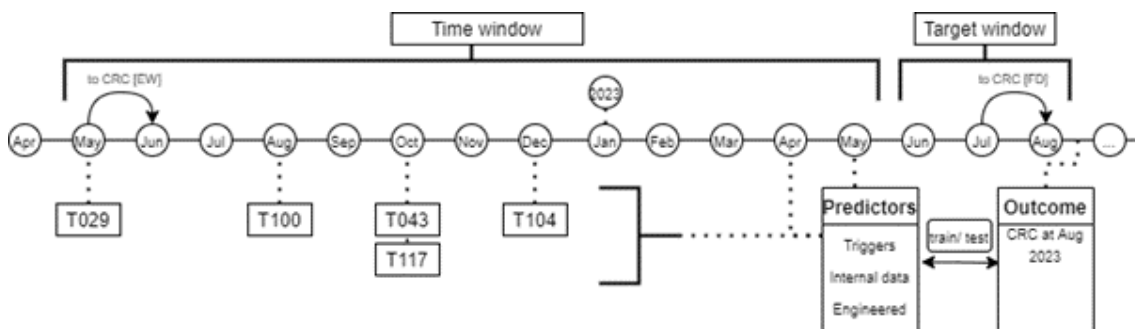 Time window
Target window
to CRC [EW]
to CRC [FD]
2023
Apr
May
Jun
Jul
Aug
Sep
Oct
Nov
Dec
Jan
Feb
Mar
Apr
May
Jun
Jul
Aug
...
T029
T100
T043
T104
T117
Predictors
Triggers
Internal data
Engineered
train/ test
Outcome
CRC at Aug
2023